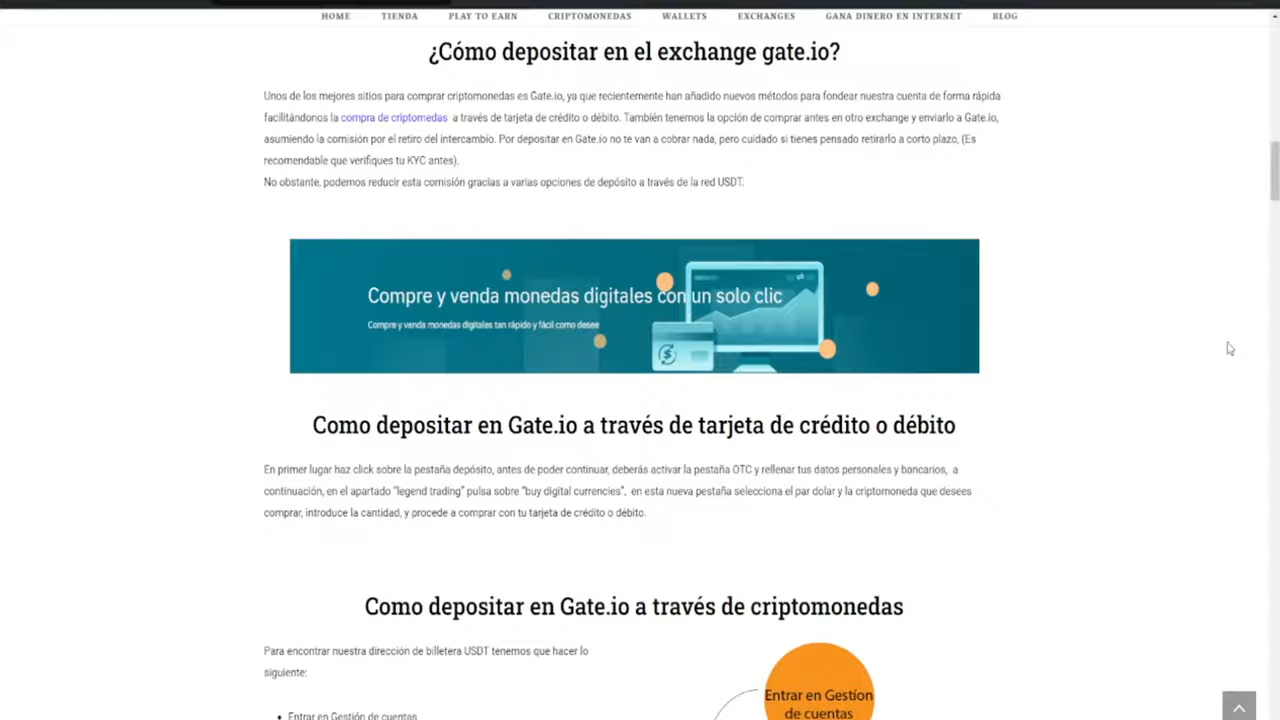 HOME TIENDA PLAY TO EARN CRIPTOMONEDAS WALLETS EXCHANGES GANA DINERO EN INTERNET BLOG
¿Cómo depositar en el exchange gate.io?
Unos de los mejores sitios para comprar criptomonedas es Gate.io, ya que recientemente han añadido nuevos métodos para fondear nuestra cuenta de forma rápida
facilitándonos la compra de criptomedas a través de tarjeta de crédito o débito. También tenemos la opción de comprar antes en otro exchange y enviarlo a Gate.io,
asumiendo la comisión por el retiro del intercambio. Por depositar en Gate.io no te van a cobrar nada, pero cuidado si tienes pensado retirarlo a corto plazo, (Es
recomendable que verifiques tu KYC antes).
No obstante, podemos reducir esta comisión gracias a varias opciones de depósito a través de la red USDT.
Compre y venda monedas digitales con un solo clic
Compre y venda monedas digitales tan rápido y fácil como desee
Como depositar en Gate.io a través de tarjeta de crédito o débito
En primer lugar haz click sobre la pestaña depósito, antes de poder continuar, deberás activar la pestaña OTC y rellenar tus datos personales y bancarios, a
continuación, en el apartado "legend trading" pulsa sobre "buy digital currencies", en esta nueva pestaña selecciona el par dolar y la criptomoneda que desees
comprar, introduce la cantidad, y procede a comprar con tu tarjeta de crédito o débito.
Como depositar en Gate.io a través de criptomonedas
Para encontrar nuestra dirección de billetera USDT tenemos que hacer lo
siguiente:
• Entrar en Gestión de cuentas
Entrar en Gestíon
de cuentas